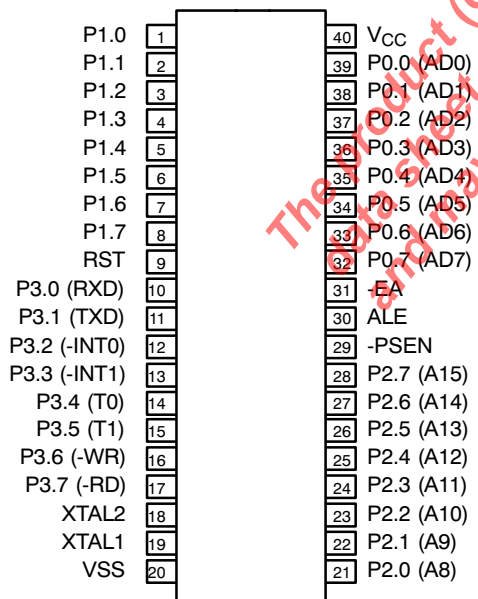 P1.0 1 40 VCC
P1.1 2 39 P0.0 (AD0)
P1.2 3 38 P0.1 (AD1)
P1.3 4 37 P0.2 (AD2)
P1.4 5 36 P0.3 (AD3)
P1.5 6 35 P0.4 (AD4)
P1.6 7 34 P0.5 (AD5)
P1.7 8 33 P0.6 (AD6)
RST 9 32 P0.7 (AD7)
P3.0 (RXD) 10 31 -EA
P3.1 (TXD) 11 30 ALE
P3.2 (-INT0) 12 29 -PSEN
P3.3 (-INT1) 13 28 P2.7 (A15)
P3.4 (T0) 14 27 P2.6 (A14)
P3.5 (T1) 15 26 P2.5 (A13)
P3.6 (-WR) 16 25 P2.4 (A12)
P3.7 (-RD) 17 24 P2.3 (A11)
XTAL2 18 23 P2.2 (A10)
XTAL1 19 22 P2.1 (A9)
VSS 20 21 P2.0 (A8)
The product
data sheet
and may